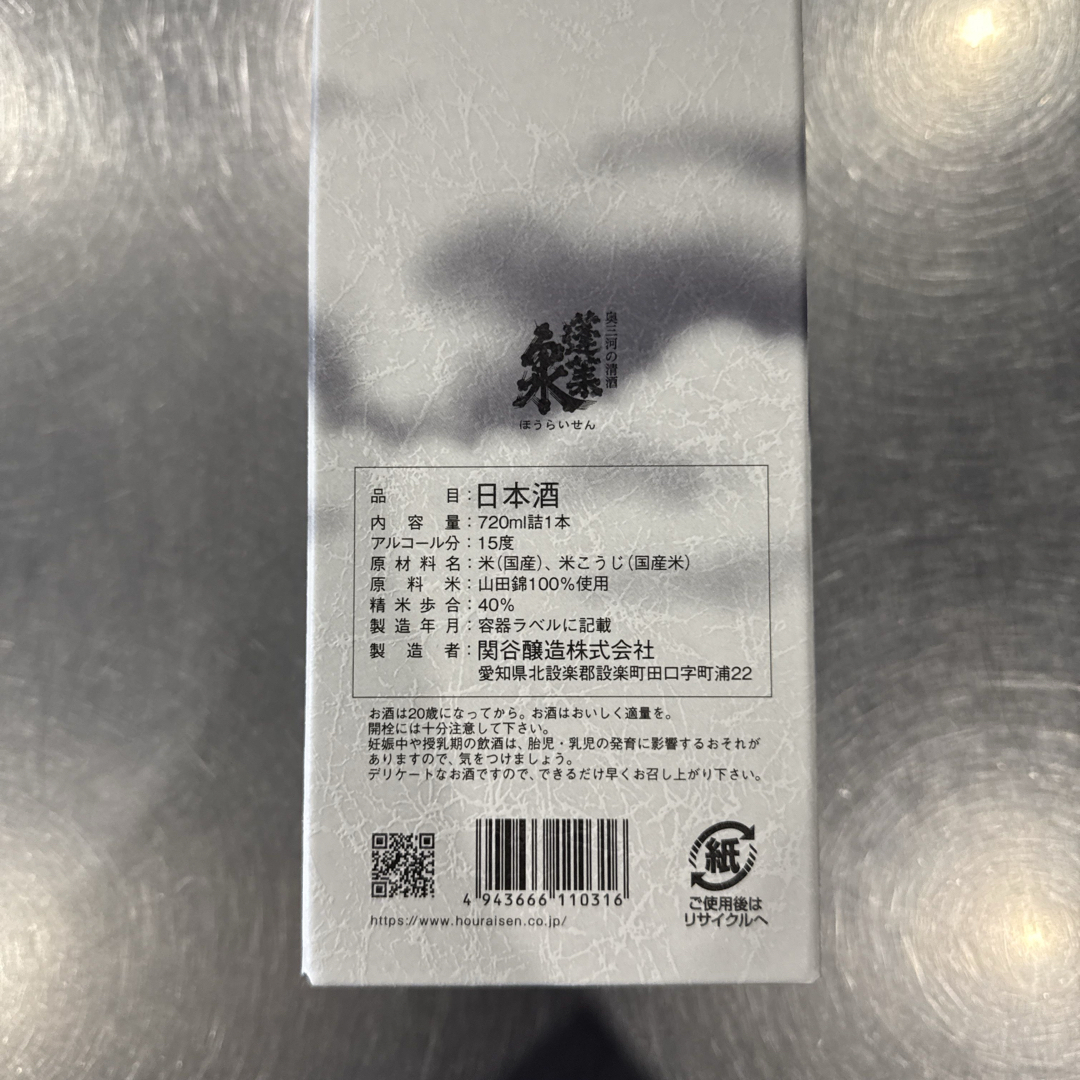 奥三河の清酒
蓬莱泉
ほうらいせん
品目：日本酒
内容量：720ml詰1本
アルコール分：15度
原材料名：米(国産)、米こうじ(国産米)
原料米：山田錦100%使用
精米歩合：40%
製造年月：容器ラベルに記載
製造者：関谷醸造株式会社
愛知県北設楽郡設楽町田口字町浦22
お酒は20歳になってから。お酒はおいしく適量を。
開栓には十分注意して下さい。
妊娠中や授乳期の飲酒は、胎児・乳児の発育に影響するおそれが
ありますので、気をつけましょう。
デリケートなお酒ですので、できるだけ早くお召し上がり下さい。
4 943666 110316
https://www.houraisen.co.jp/
紙
ご使用後は
リサイクルへ